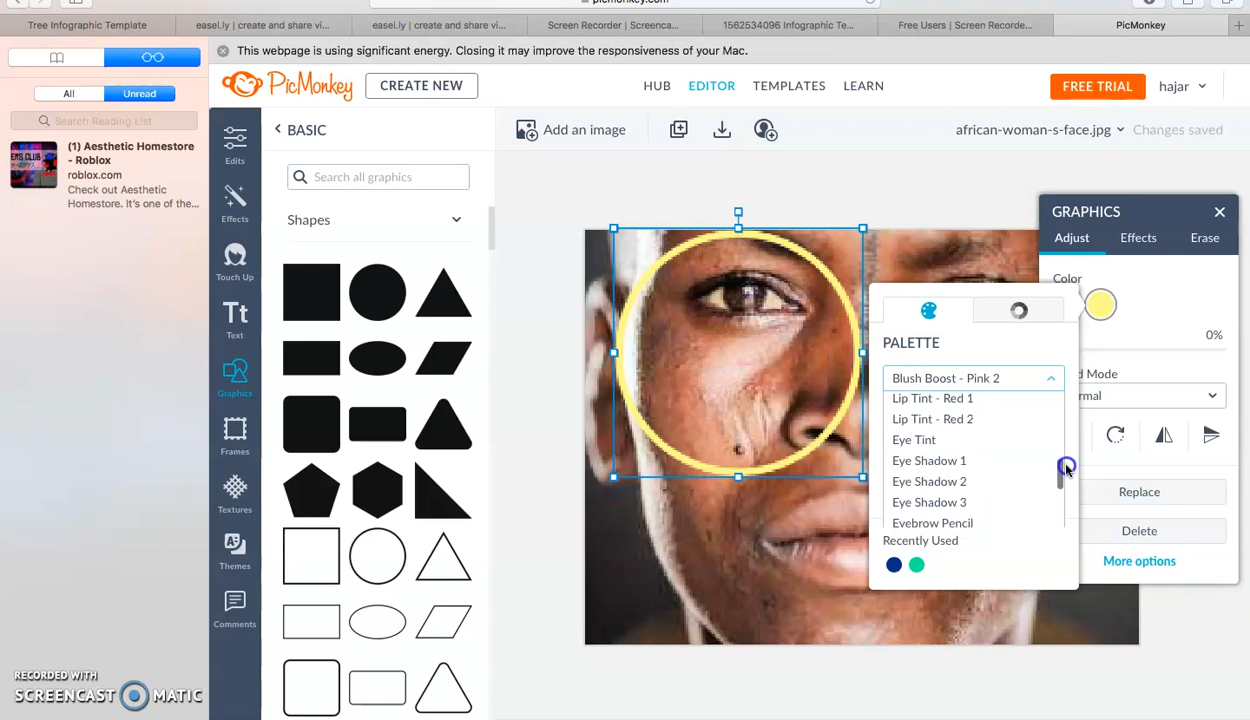 picmonkey.com
Tree Infographic Template
easel.ly | create and share vi...
easel.ly | create and share vi...
Screen Recorder | Screenca...
1562534096 Infographic Te...
Free Users | Screen Recorde...
PicMonkey
This webpage is using significant energy. Closing it may improve the responsiveness of your Mac.
All
Unread
Search Reading List
(1) Aesthetic Homestore
- Roblox
roblox.com
Check out Aesthetic
Homestore. It's one of the...
PicMonkey
CREATE NEW
HUB
EDITOR
TEMPLATES
LEARN
FREE TRIAL
hajar
Edits
Effects
Touch Up
Tt
Text
Graphics
Frames
Textures
Themes
Comments
BASIC
Search all graphics
Shapes
Add an image
african-woman-s-face.jpg
Changes saved
GRAPHICS
Adjust
Effects
Erase
Color
0%
d Mode
mal
Replace
Delete
More options
PALETTE
Blush Boost - Pink 2
Lip Tint - Red 1
Lip Tint - Red 2
Eye Tint
Eye Shadow 1
Eye Shadow 2
Eye Shadow 3
Eyebrow Pencil
Recently Used
RECORDED WITH
SCREENCAST MATIC